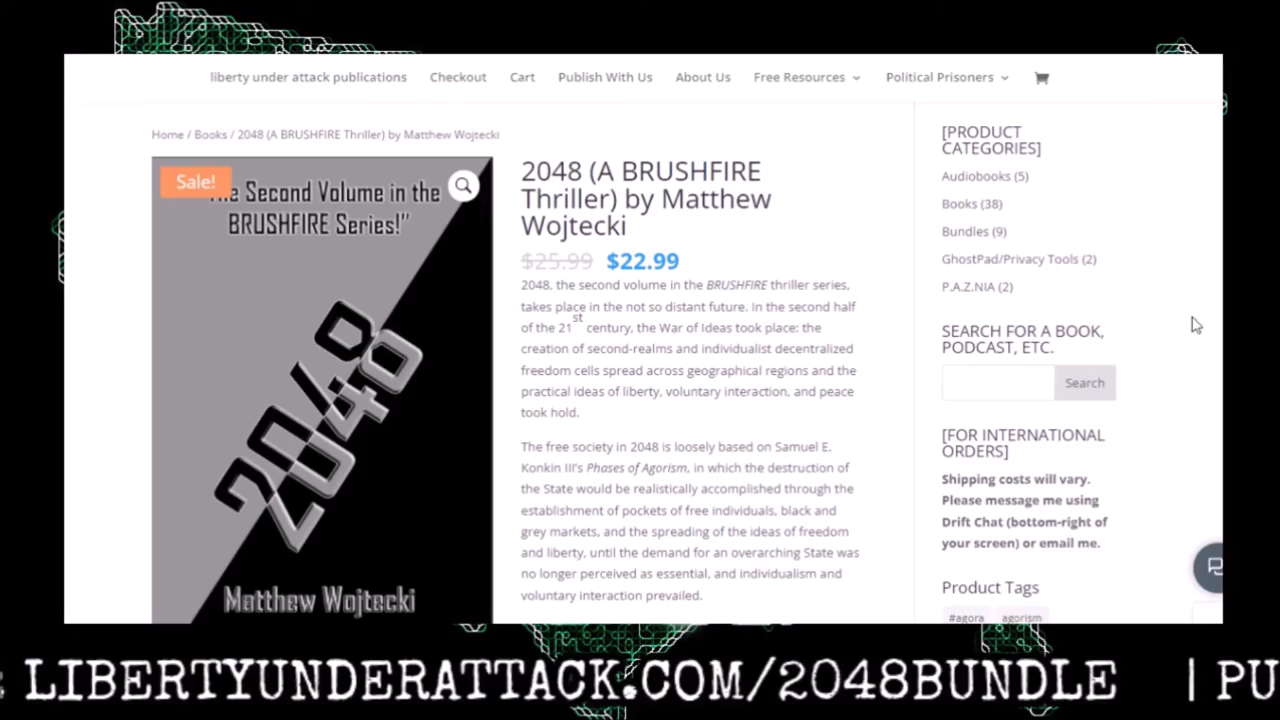 liberty under attack publications Checkout Cart Publish With Us About Us Free Resources Political Prisoners
Home / Books / 2048 (A BRUSHFIRE Thriller) by Matthew Wojtecki
Sale!
e Second Volume in the
BRUSHFIRE Series!"
2048
Matthew Wojtecki
2048 (A BRUSHFIRE
Thriller) by Matthew
Wojtecki
$25.99 $22.99
2048, the second volume in the BRUSHFIRE thriller series,
takes place in the not so distant future. In the second half
of the 21st century, the War of Ideas took place: the
creation of second-realms and individualist decentralized
freedom cells spread across geographical regions and the
practical ideas of liberty, voluntary interaction, and peace
took hold.
The free society in 2048 is loosely based on Samuel E.
Konkin III's Phases of Agorism, in which the destruction of
the State would be realistically accomplished through the
establishment of pockets of free individuals, black and
grey markets, and the spreading of the ideas of freedom
and liberty, until the demand for an overarching State was
no longer perceived as essential, and individualism and
voluntary interaction prevailed.
[PRODUCT
CATEGORIES]
Audiobooks (5)
Books (38)
Bundles (9)
GhostPad/Privacy Tools (2)
P.A.Z.NIA (2)
SEARCH FOR A BOOK,
PODCAST, ETC.
Search
[FOR INTERNATIONAL
ORDERS]
Shipping costs will vary.
Please message me using
Drift Chat (bottom-right of
your screen) or email me.
Product Tags
#agora agorism
LIBERTYUNDERATTACK.COM/2048BUNDLE | PU